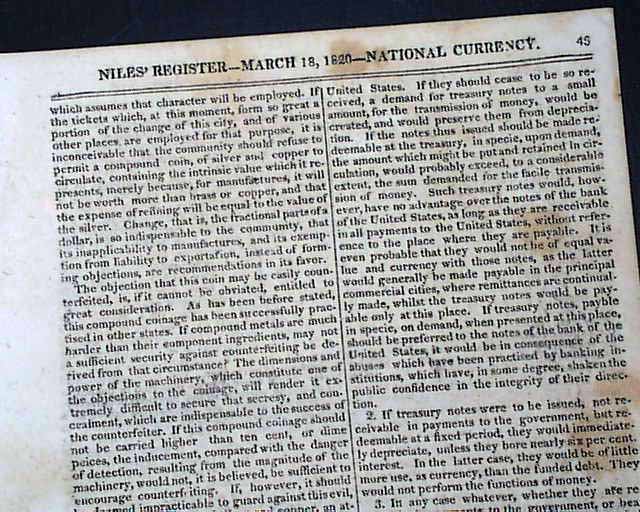 NILES' REGISTER—MARCH 18, 1820—NATIONAL CURRENCY. 45
which assumes that character will be employed. If
the tickets which, at this moment, form so great a
portion of the change of this city, and of various
other places, are employed for that purpose, it is
inconceivable that the community should refuse to
permit a compound coin, of silver and copper to
circulate, containing the intrinsic value which it re-
presents, merely because, for manufactures, it will
not be worth more than brass or copper, and that
the expense of refining will be equal to the value of
the silver. Change, that is, the fractional parts of a
dollar, is so indispensable to the community, that
its inapplicability to manufactures, and its exemp-
tion from liability to exportation, instead of form-
ing objections, are recommendations in its favor.
The objection that this coin may be easily coun-
terfeited, is, if it cannot be obviated, entitled to
great consideration. As has been before stated,
this compound coinage has been successfully prac-
tised in other states. If compound metals are much
harder than their component ingredients, may not
a sufficient security against counterfeiting be de-
rived from that circumstance? The dimensions and
power of the machinery, which constitute one of
the objections to the coinage, will render it ex-
tremely difficult to secure that secresy, and con-
cealment, which are indispensable to the success of
the counterfeiter. If this compound coinage should
not be carried higher than ten cent, or dime
peices, the inducement, compared with the danger
of detection, resulting from the magnitude of the
machinery, would not, it is believed, be sufficient to
encourage counterfeiting. If, however, it should
be deemed impracticable to guard against this evil,
copper, an at-
United States. If they should cease to be so re-
ceived, a demand for treasury notes to a small
amount, for the transmission of money, would be
created, and would preserve them from deprecia-
tion. If the notes thus issued should be made re-
deemable at the treasury, in specie, upon demand,
the amount which might be put and retained in cir-
culation, would probably exceed, to a considerable
extent, the sum demanded for the facile transmis-
sion of money. Such treasury notes would, how-
ever, have no advantage over the notes of the bank
of the United States, as long as they are receivable
in all payments to the United States, without refer-
ence to the place where they are payable. It is
even probable that they would not be of equal va-
lue and currency with those notes, as the latter
would generally be made payable in the principal
commercial cities, where remittances are continual-
ly made, whilst the treasury notes would be pay-
able only at this place. If treasury notes, payble
in specie, on demand, when presented at this place,
should be preferred to the notes of the bank of the
United States, it would be in consequence of the
abuses which have been practised by banking in-
stitutions, which have, in some degree, shaken the
public confidence in the integrity of their direc-
tion.
2. If treasury notes were to be issued, not re-
ceivable in payments to the government, but re-
deemable at a fixed period, they would immediate-
ly depreciate, unless they bore nearly six per cent.
interest. In the latter case, they would be of little
more use, as currency, than the funded debt. They
would not perform the functions of money.
3. In any case whatever, whether they are re
to the government, or